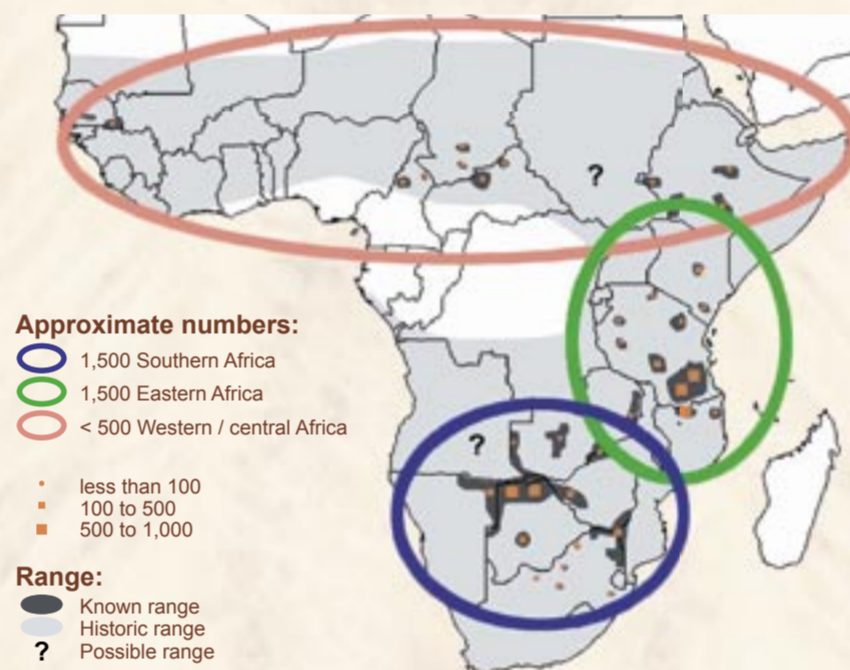 ?
Approximate numbers:
1,500 Southern Africa
1,500 Eastern Africa
< 500 Western / central Africa
?
less than 100
100 to 500
500 to 1,000
Range:
Known range
Historic range
? Possible range